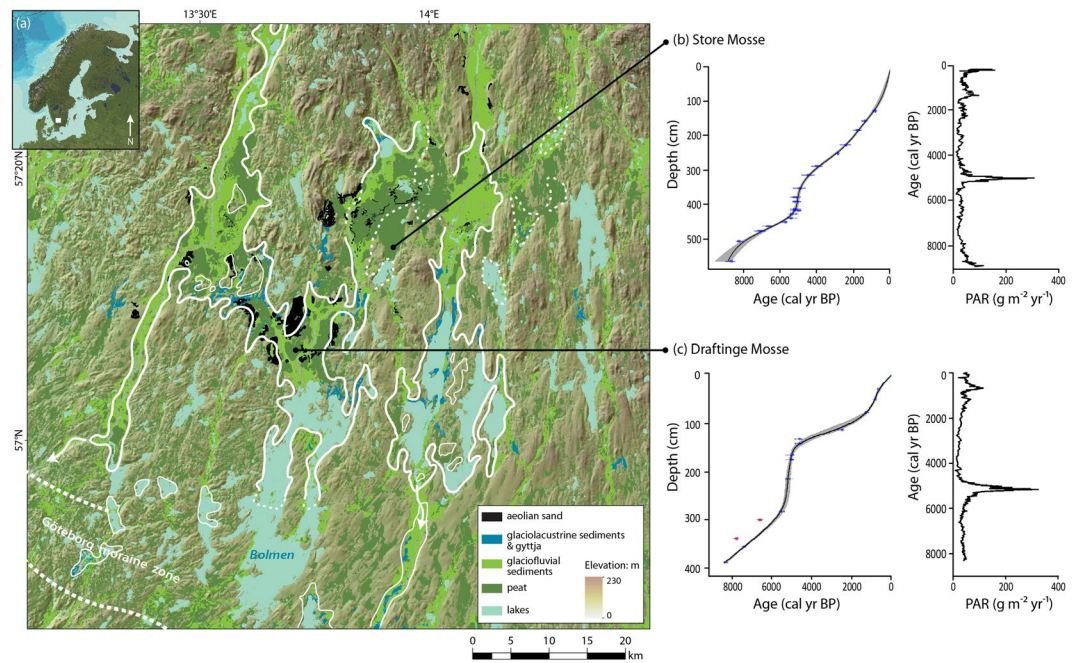 (a)
N
13°30'E
14°E
57°20'N
57°N
Göteborg moraine zone
Bolmen
aeolian sand
glaciolacustrine sediments
& gyttja
glaciofluvial
sediments
peat
lakes
Elevation: m
230
0
0 5 10 15 20
km
(b) Store Mosse
0
100
200
300
400
500
Depth (cm)
8000 6000 4000 2000 0
Age (cal yr BP)
0
2000
4000
6000
8000
Age (cal yr BP)
0 100 200 300 400
PAR (g m⁻² yr⁻¹)
(c) Draftinge Mosse
0
100
200
300
400
Depth (cm)
8000 6000 4000 2000 0
Age (cal yr BP)
0
2000
4000
6000
8000
Age (cal yr BP)
0 100 200 300 400
PAR (g m⁻² yr⁻¹)